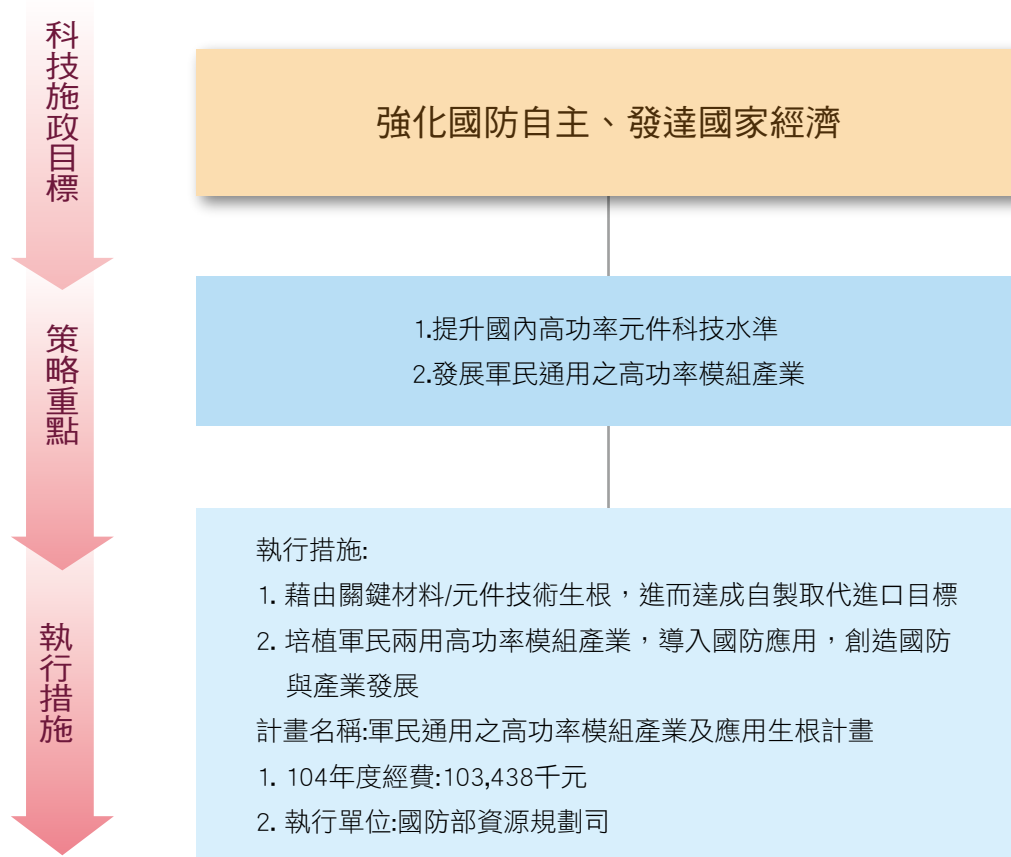 科技施政目標
強化國防自主、發達國家經濟
策略重點
1.提升國內高功率元件科技水準
2.發展軍民通用之高功率模組產業
執行措施
執行措施:
1. 藉由關鍵材料/元件技術生根，進而達成自製取代進口目標
2. 培植軍民兩用高功率模組產業，導入國防應用，創造國防
與產業發展
計畫名稱:軍民通用之高功率模組產業及應用生根計畫
1. 104年度經費:103,438千元
2. 執行單位:國防部資源規劃司